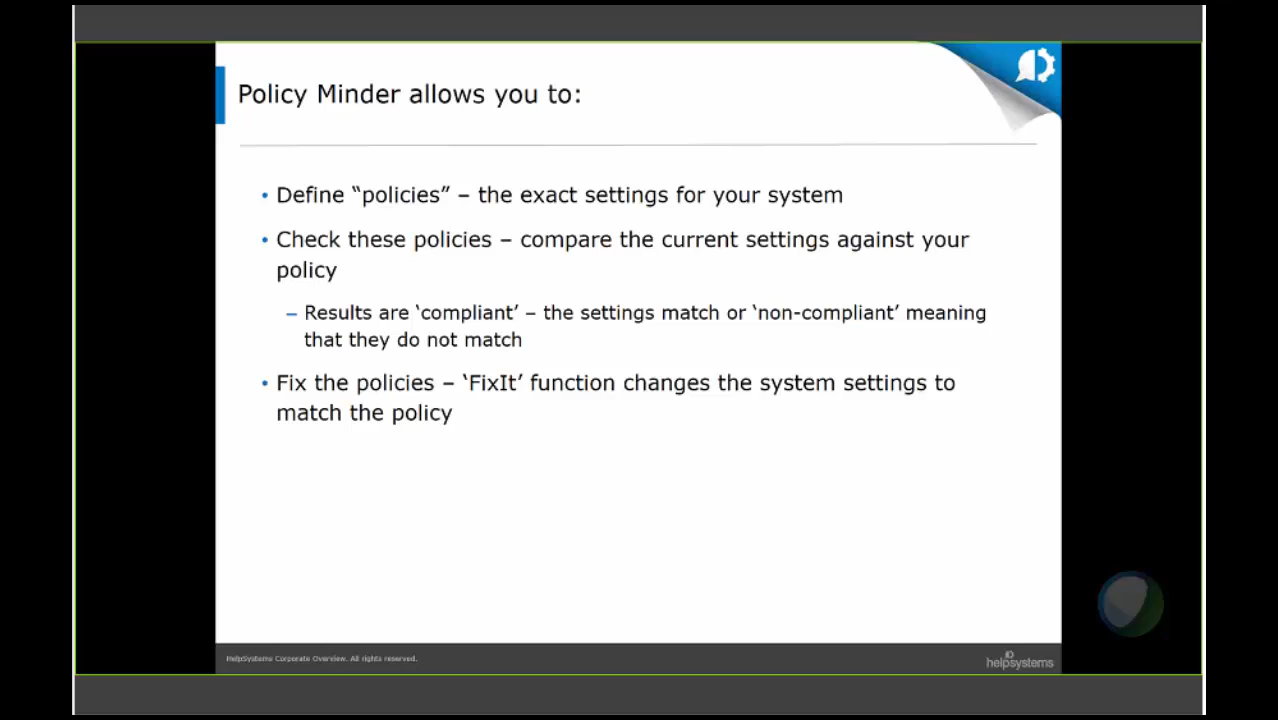 Policy Minder allows you to:
• Define “policies” – the exact settings for your system
• Check these policies – compare the current settings against your
policy
– Results are ‘compliant’ – the settings match or ‘non-compliant’ meaning
that they do not match
• Fix the policies – ‘FixIt’ function changes the system settings to
match the policy
HelpSystems Corporate Overview. All rights reserved.
helpsystems